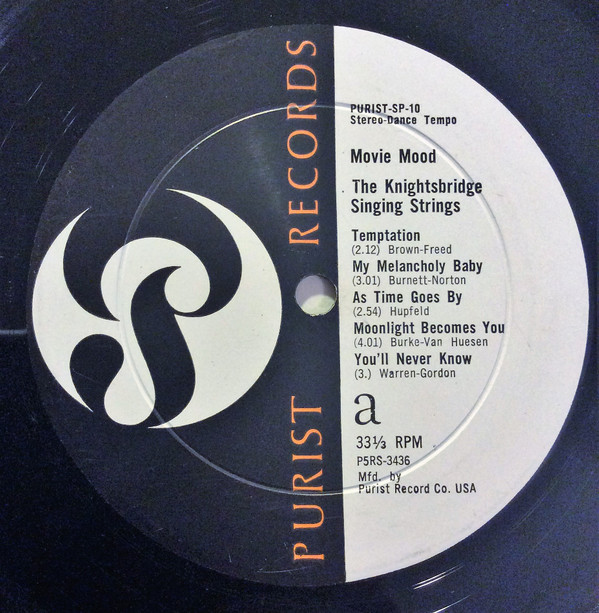 PURIST RECORDS
PURIST-SP-10
Stereo-Dance Tempo
Movie Mood
The Knightsbridge
Singing Strings
Temptation
(2.12) Brown-Freed
My Melancholy Baby
(3.01) Burnett-Norton
As Time Goes By
(2.54) Hupfeld
Moonlight Becomes You
(4.01) Burke-Van Huesen
You'll Never Know
(3.) Warren-Gordon
a
33⅓ RPM
P5RS-3436
Mfd. by
Purist Record Co. USA